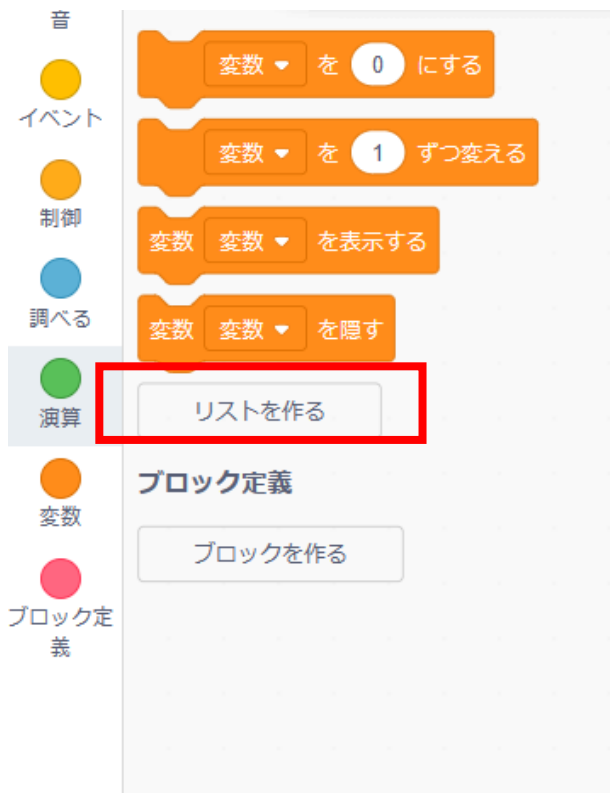 音
イベント
制御
調べる
演算
変数
ブロック定
義
変数 を 0 にする
変数 を 1 ずつ変える
変数 変数 を表示する
変数 変数 を隠す
リストを作る
ブロック定義
ブロックを作る